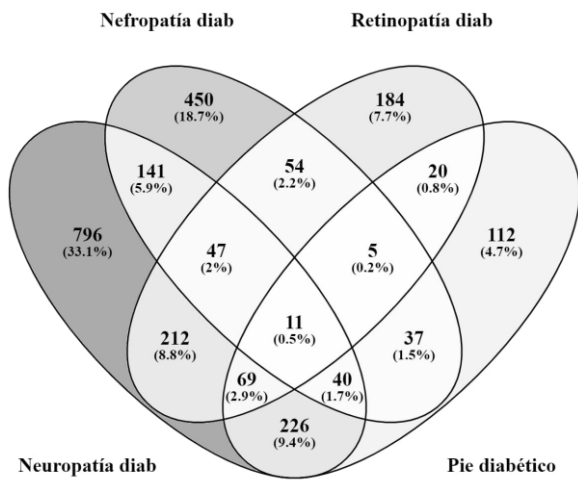 Nefropatía diab Retinopatía diab
450 184
(18.7%) (7.7%)
141 54 20
(5.9%) (2.2%) (0.8%)
796 47 5 112
(33.1%) (2%) (0.2%) (4.7%)
212 11 37
(8.8%) (0.5%) (1.5%)
69 40
(2.9%) (1.7%)
226
(9.4%)
Neuropatía diab Pie diabético